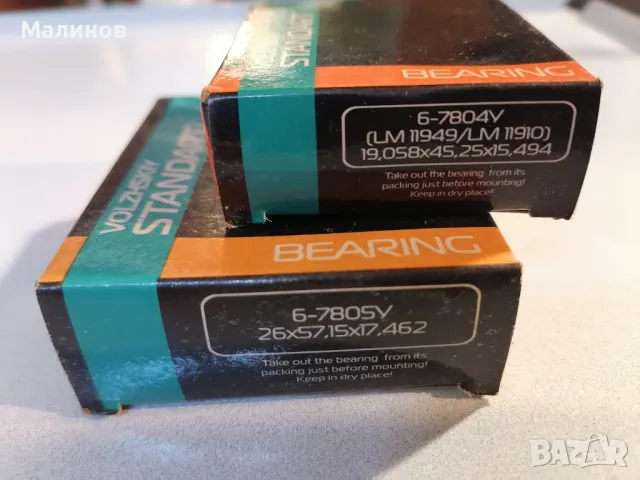 Малинов
STANDART
BEARING
6-7804У
(LM 11949/LM 11910)
19,058x45,25x15,494
Take out the bearing from its
packing just before mounting!
Keep in dry place!
VOLZHSKIY
STANDART
BEARING
6-7805У
26x57,15x17,462
Take out the bearing from its
packing just before mounting!
Keep in dry place!
BAZAR